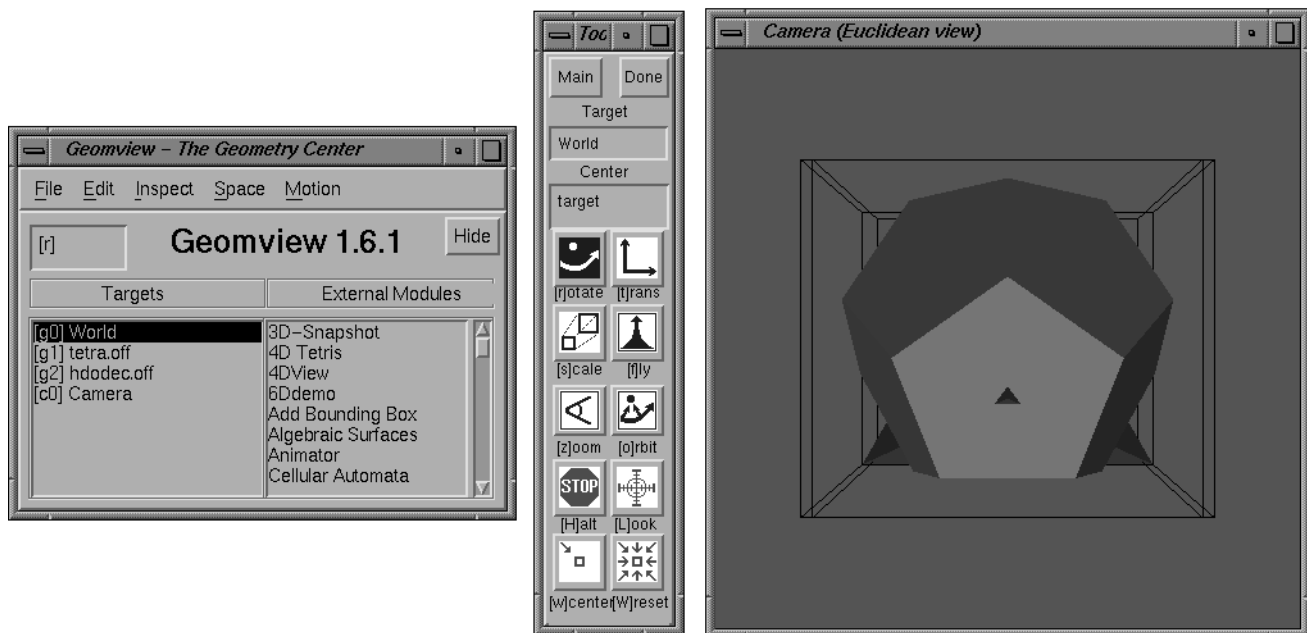 Geomview – The Geometry Center
File Edit Inspect Space Motion
[r]
Geomview 1.6.1
Hide
Targets
External Modules
[g0] World
[g1] tetra.off
[g2] hdodec.off
[c0] Camera
3D–Snapshot
4D Tetris
4DView
6Ddemo
Add Bounding Box
Algebraic Surfaces
Animator
Cellular Automata
Too
Main Done
Target
World
Center
target
[r]otate [t]rans
[s]cale [f]ly
[z]oom [o]rbit
STOP
[H]alt [L]ook
[w]center [W]reset
Camera (Euclidean view)